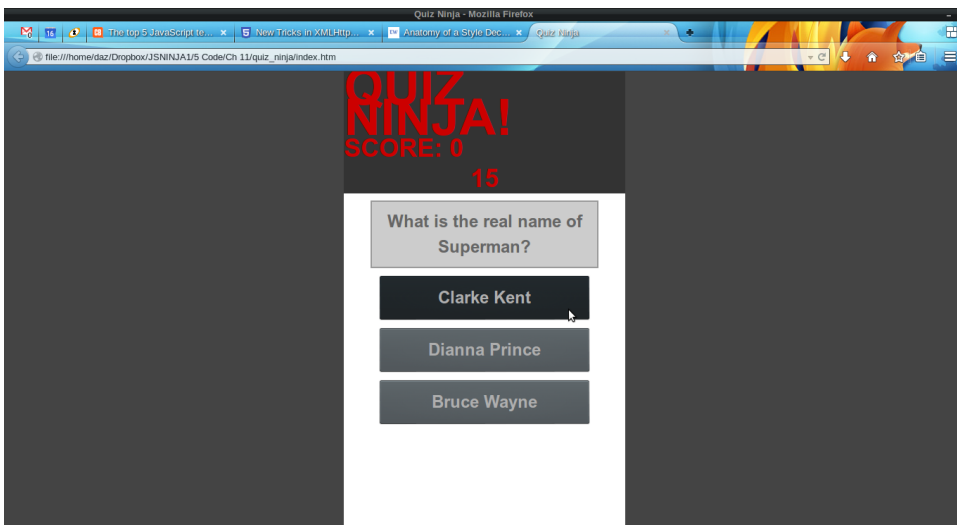 Quiz Ninja - Mozilla Firefox
16
The top 5 JavaScript te... × New Tricks in XMLHttp... × Anatomy of a Style Dec... × Quiz Ninja ×
file:///home/daz/Dropbox/JSNINJA1/5 Code/Ch 11/quiz_ninja/index.htm
QUIZ
NINJA!
SCORE: 0
15
What is the real name of
Superman?
Clarke Kent
Dianna Prince
Bruce Wayne